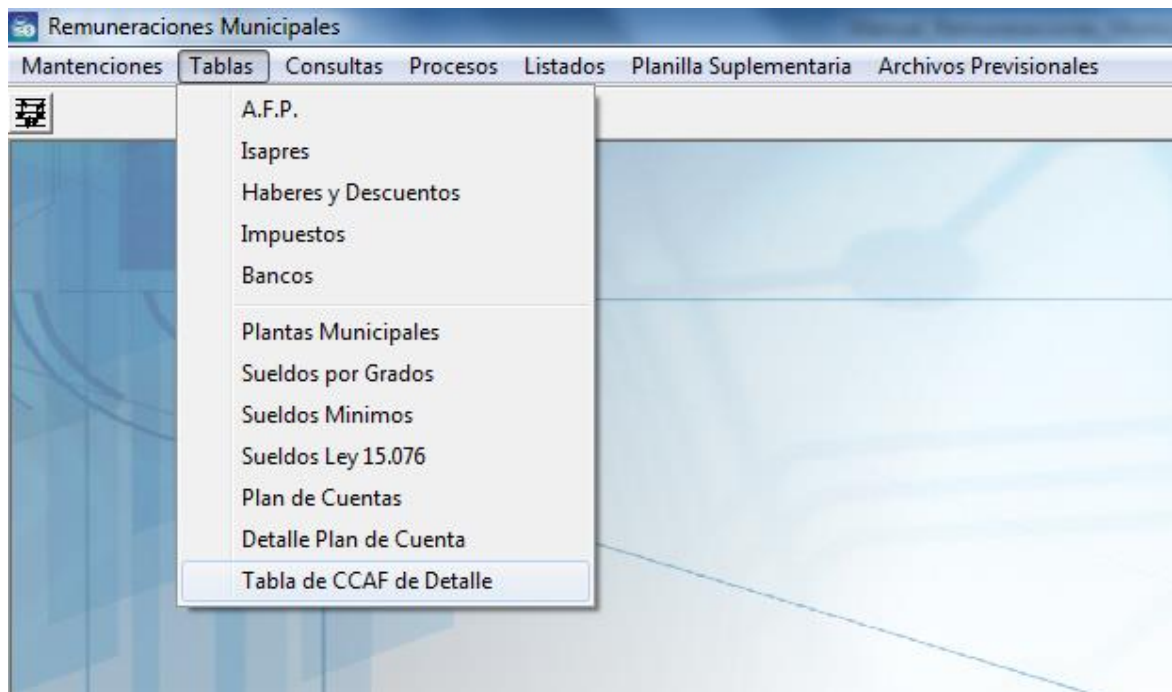 Remuneraciones Municipales
Mantenciones Tablas Consultas Procesos Listados Planilla Suplementaria Archivos Previsionales
A.F.P.
Isapres
Haberes y Descuentos
Impuestos
Bancos
Plantas Municipales
Sueldos por Grados
Sueldos Minimos
Sueldos Ley 15.076
Plan de Cuentas
Detalle Plan de Cuenta
Tabla de CCAF de Detalle